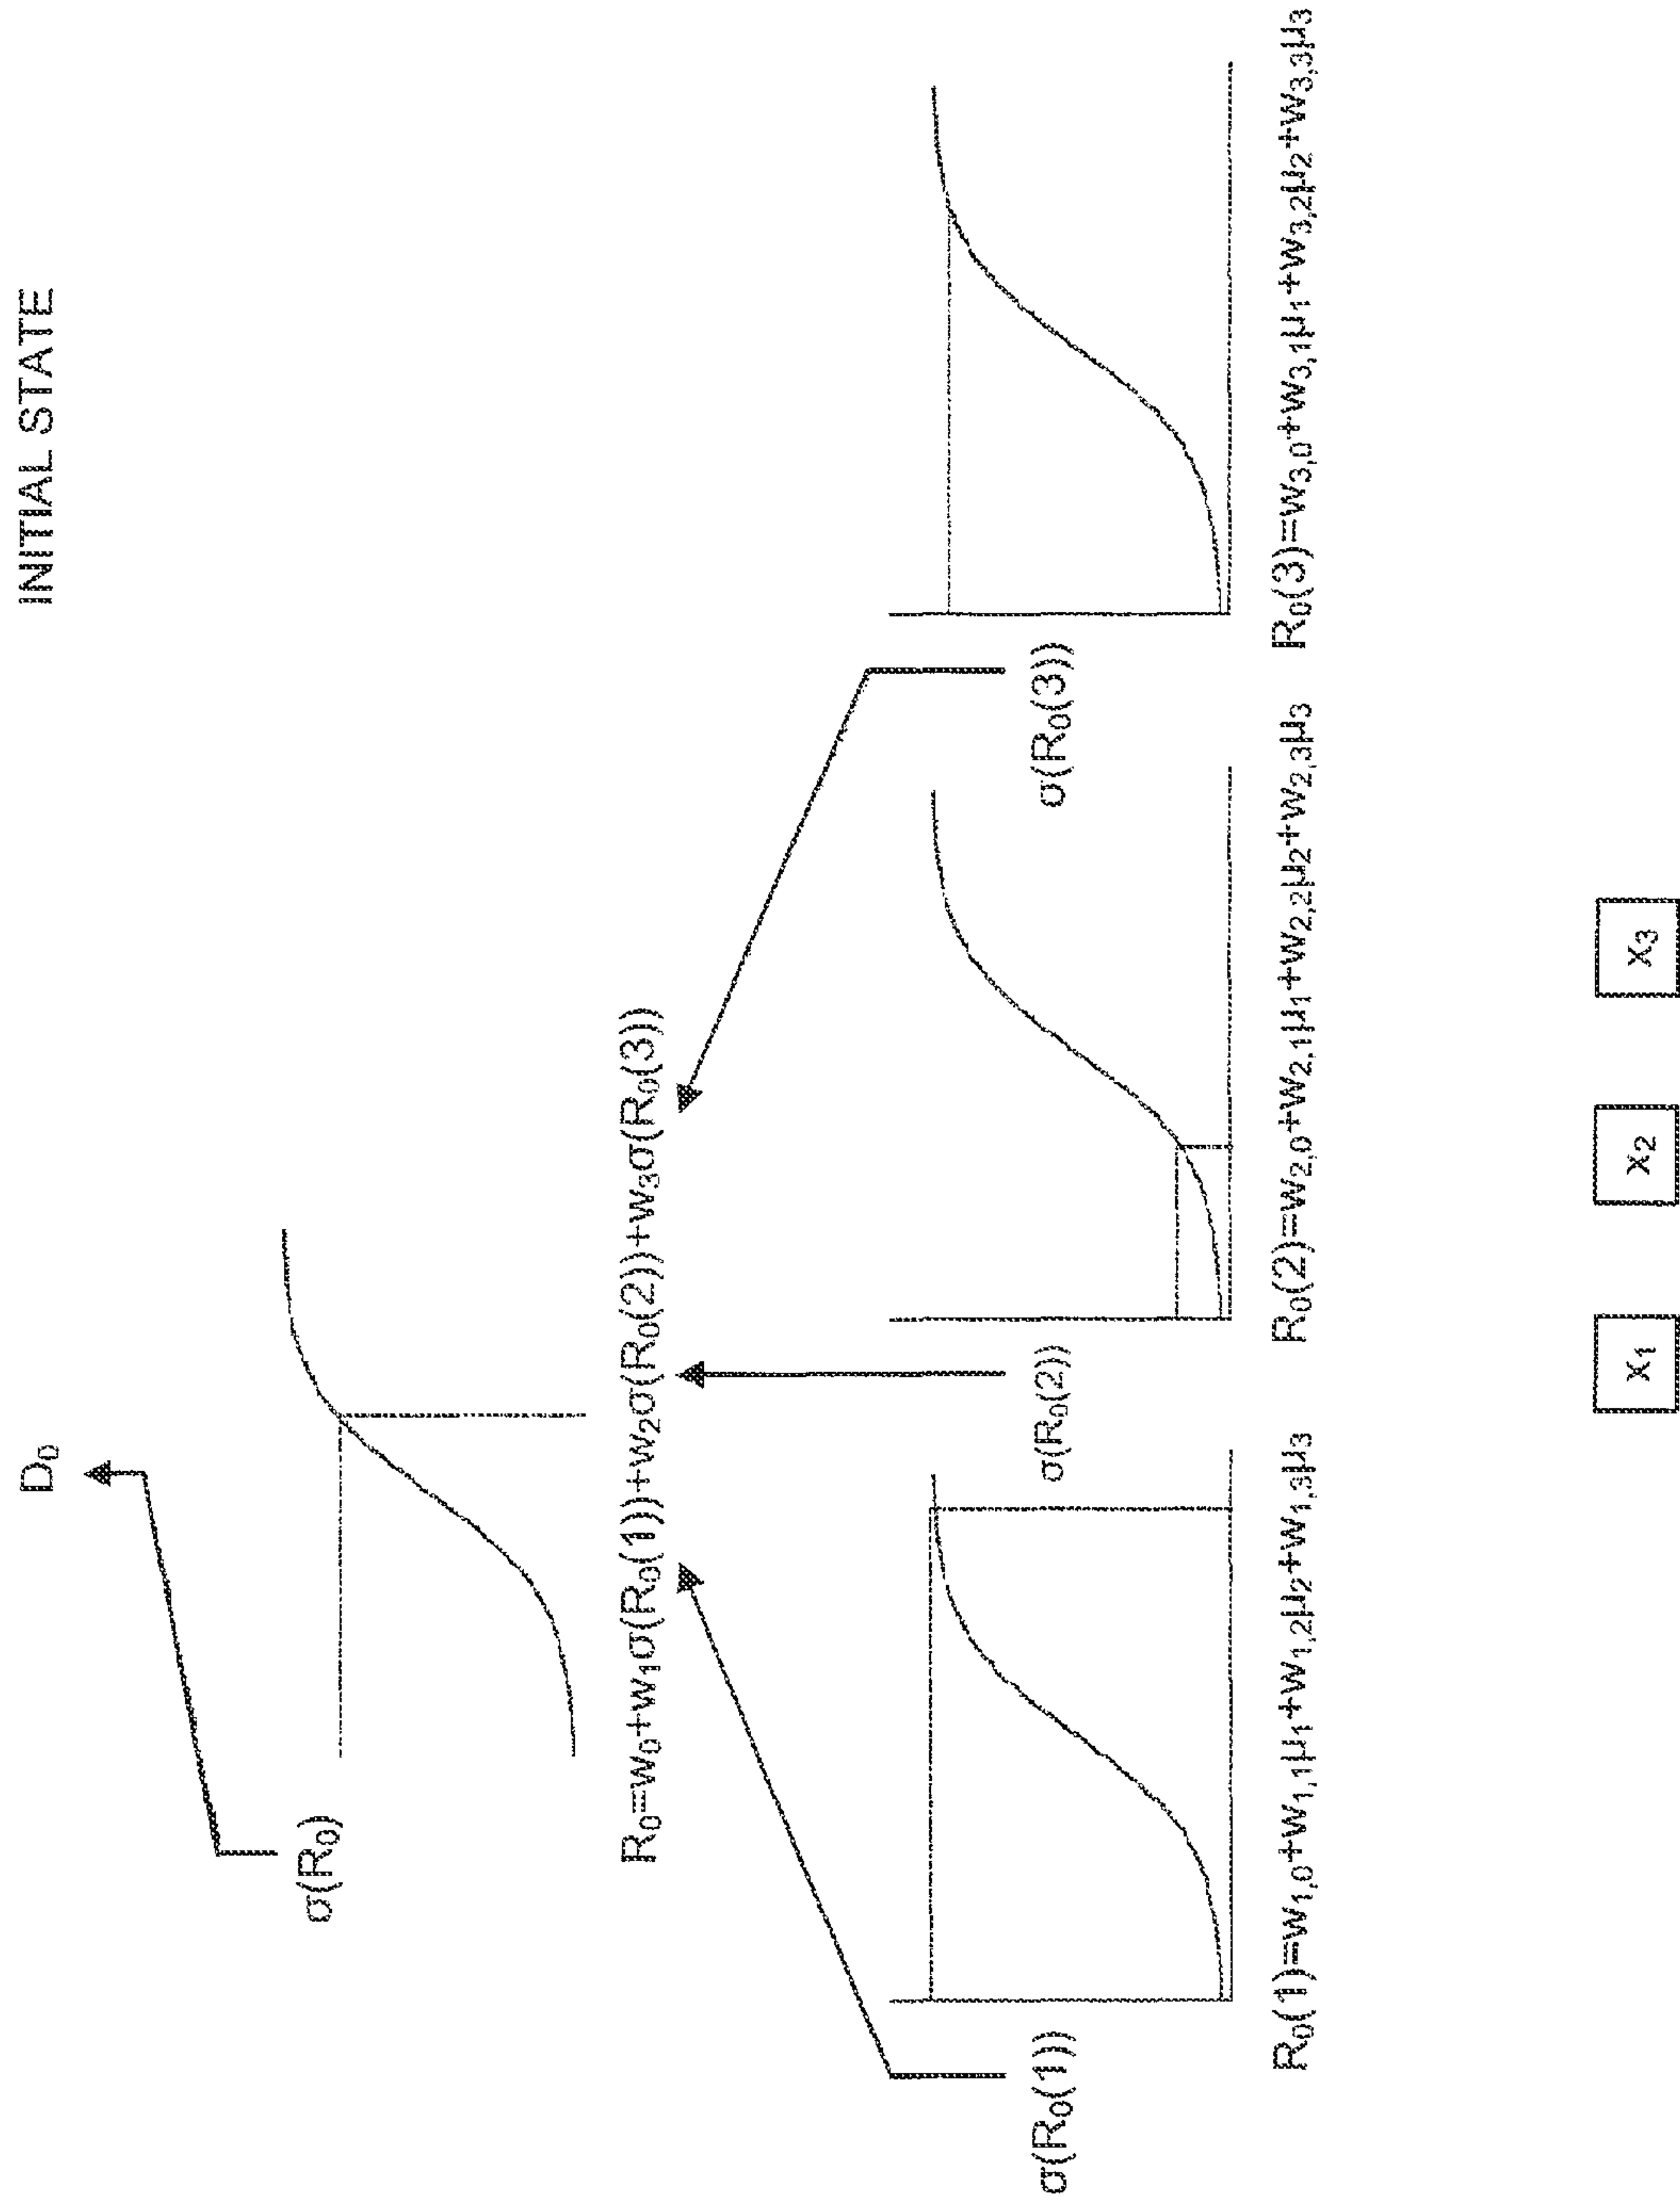 INITIAL STATE
D₀
σ(R₀)
R₀=w₀+w₁σ(R₀(1))+w₂σ(R₀(2))+w₃σ(R₀(3))
σ(R₀(1))
σ(R₀(2))
σ(R₀(3))
R₀(1)=w₁,₀+w₁,₁μ₁+w₁,₂μ₂+w₁,₃μ₃
R₀(2)=w₂,₀+w₂,₁μ₁+w₂,₂μ₂+w₂,₃μ₃
R₀(3)=w₃,₀+w₃,₁μ₁+w₃,₂μ₂+w₃,₃μ₃
x₁
x₂
x₃